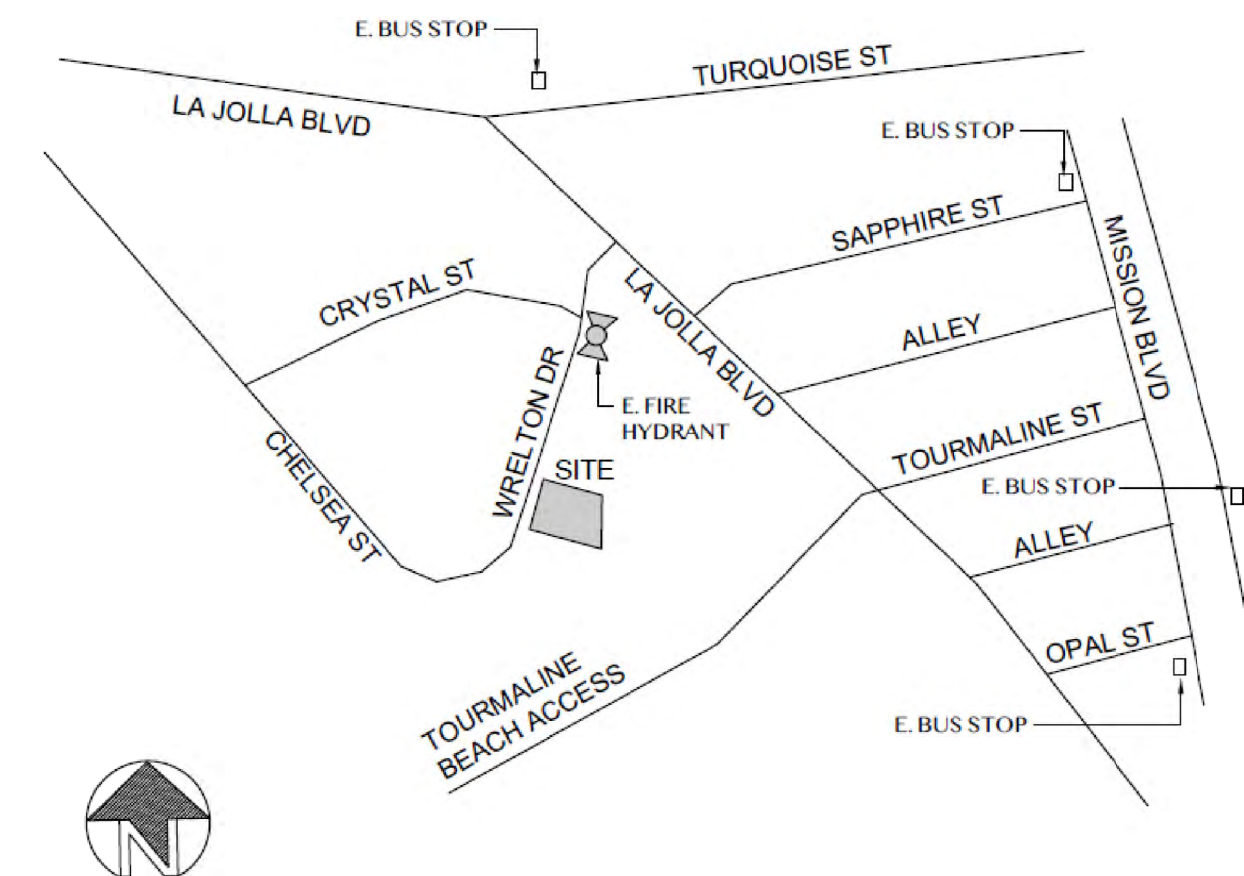 E. BUS STOP
TURQUOISE ST
LA JOLLA BLVD
E. BUS STOP
SAPPHIRE ST
MISSION BLVD
CRYSTAL ST
LA JOLLA BLVD
ALLEY
WRELTON DR
E. FIRE
HYDRANT
TOURMALINE ST
CHELSEA ST
SITE
E. BUS STOP
ALLEY
OPAL ST
TOURMALINE
BEACH ACCESS
E. BUS STOP
N